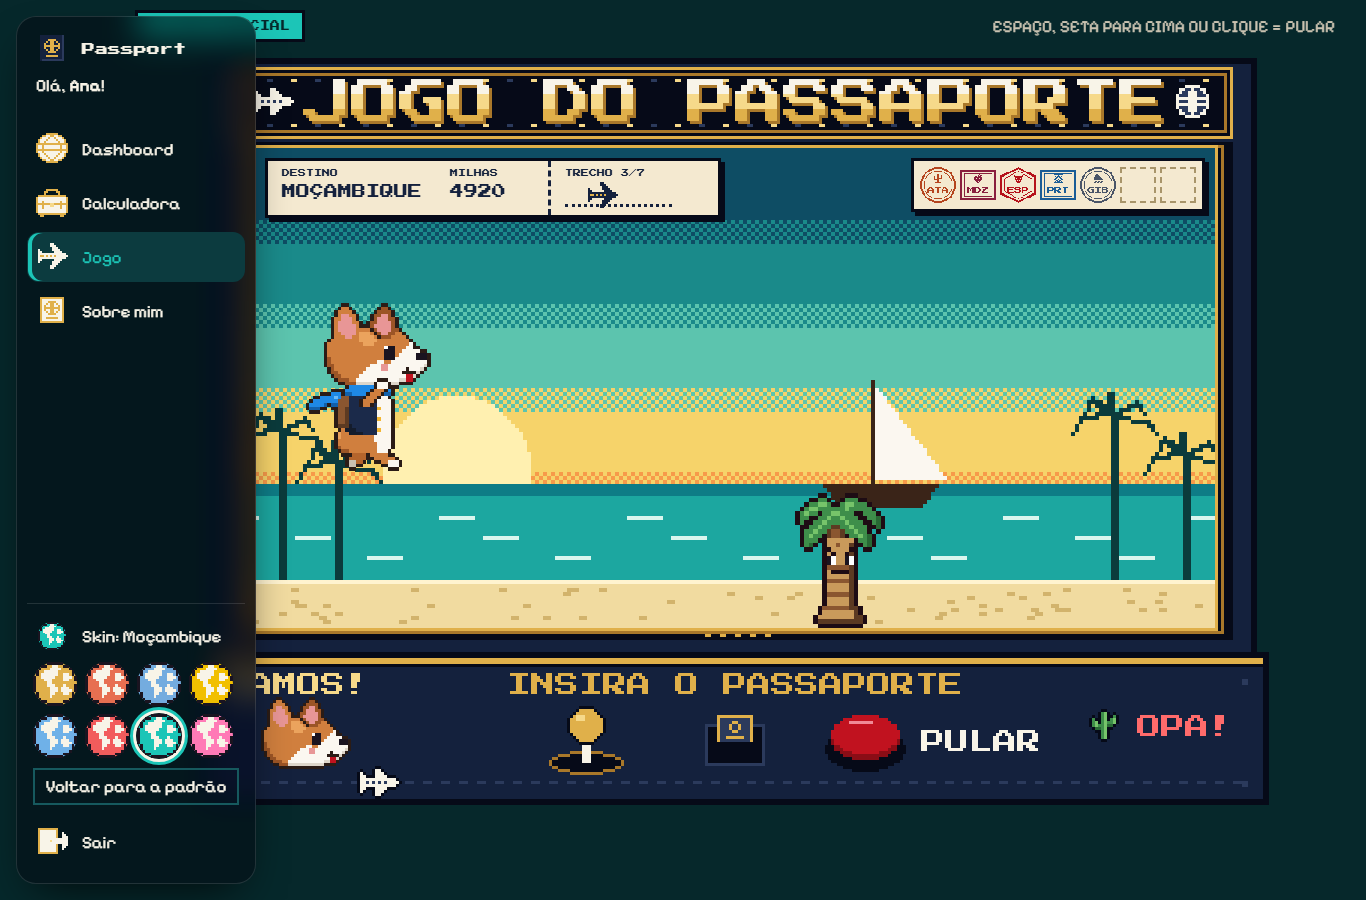 Passport
Olá, Ana!
Dashboard
Calculadora
Jogo
Sobre mim
Skin: Moçambique
Voltar para a padrão
Sair
CIAL
ESPAÇO, SETA PARA CIMA OU CLIQUE = PULAR
JOGO DO PASSAPORTE
DESTINO
MOÇAMBIQUE
MILHAS
4920
TRECHO 3/7
ATA
MDZ
ESP
PRT
GIB
AMOS!
INSIRA O PASSAPORTE
PULAR
OPA!